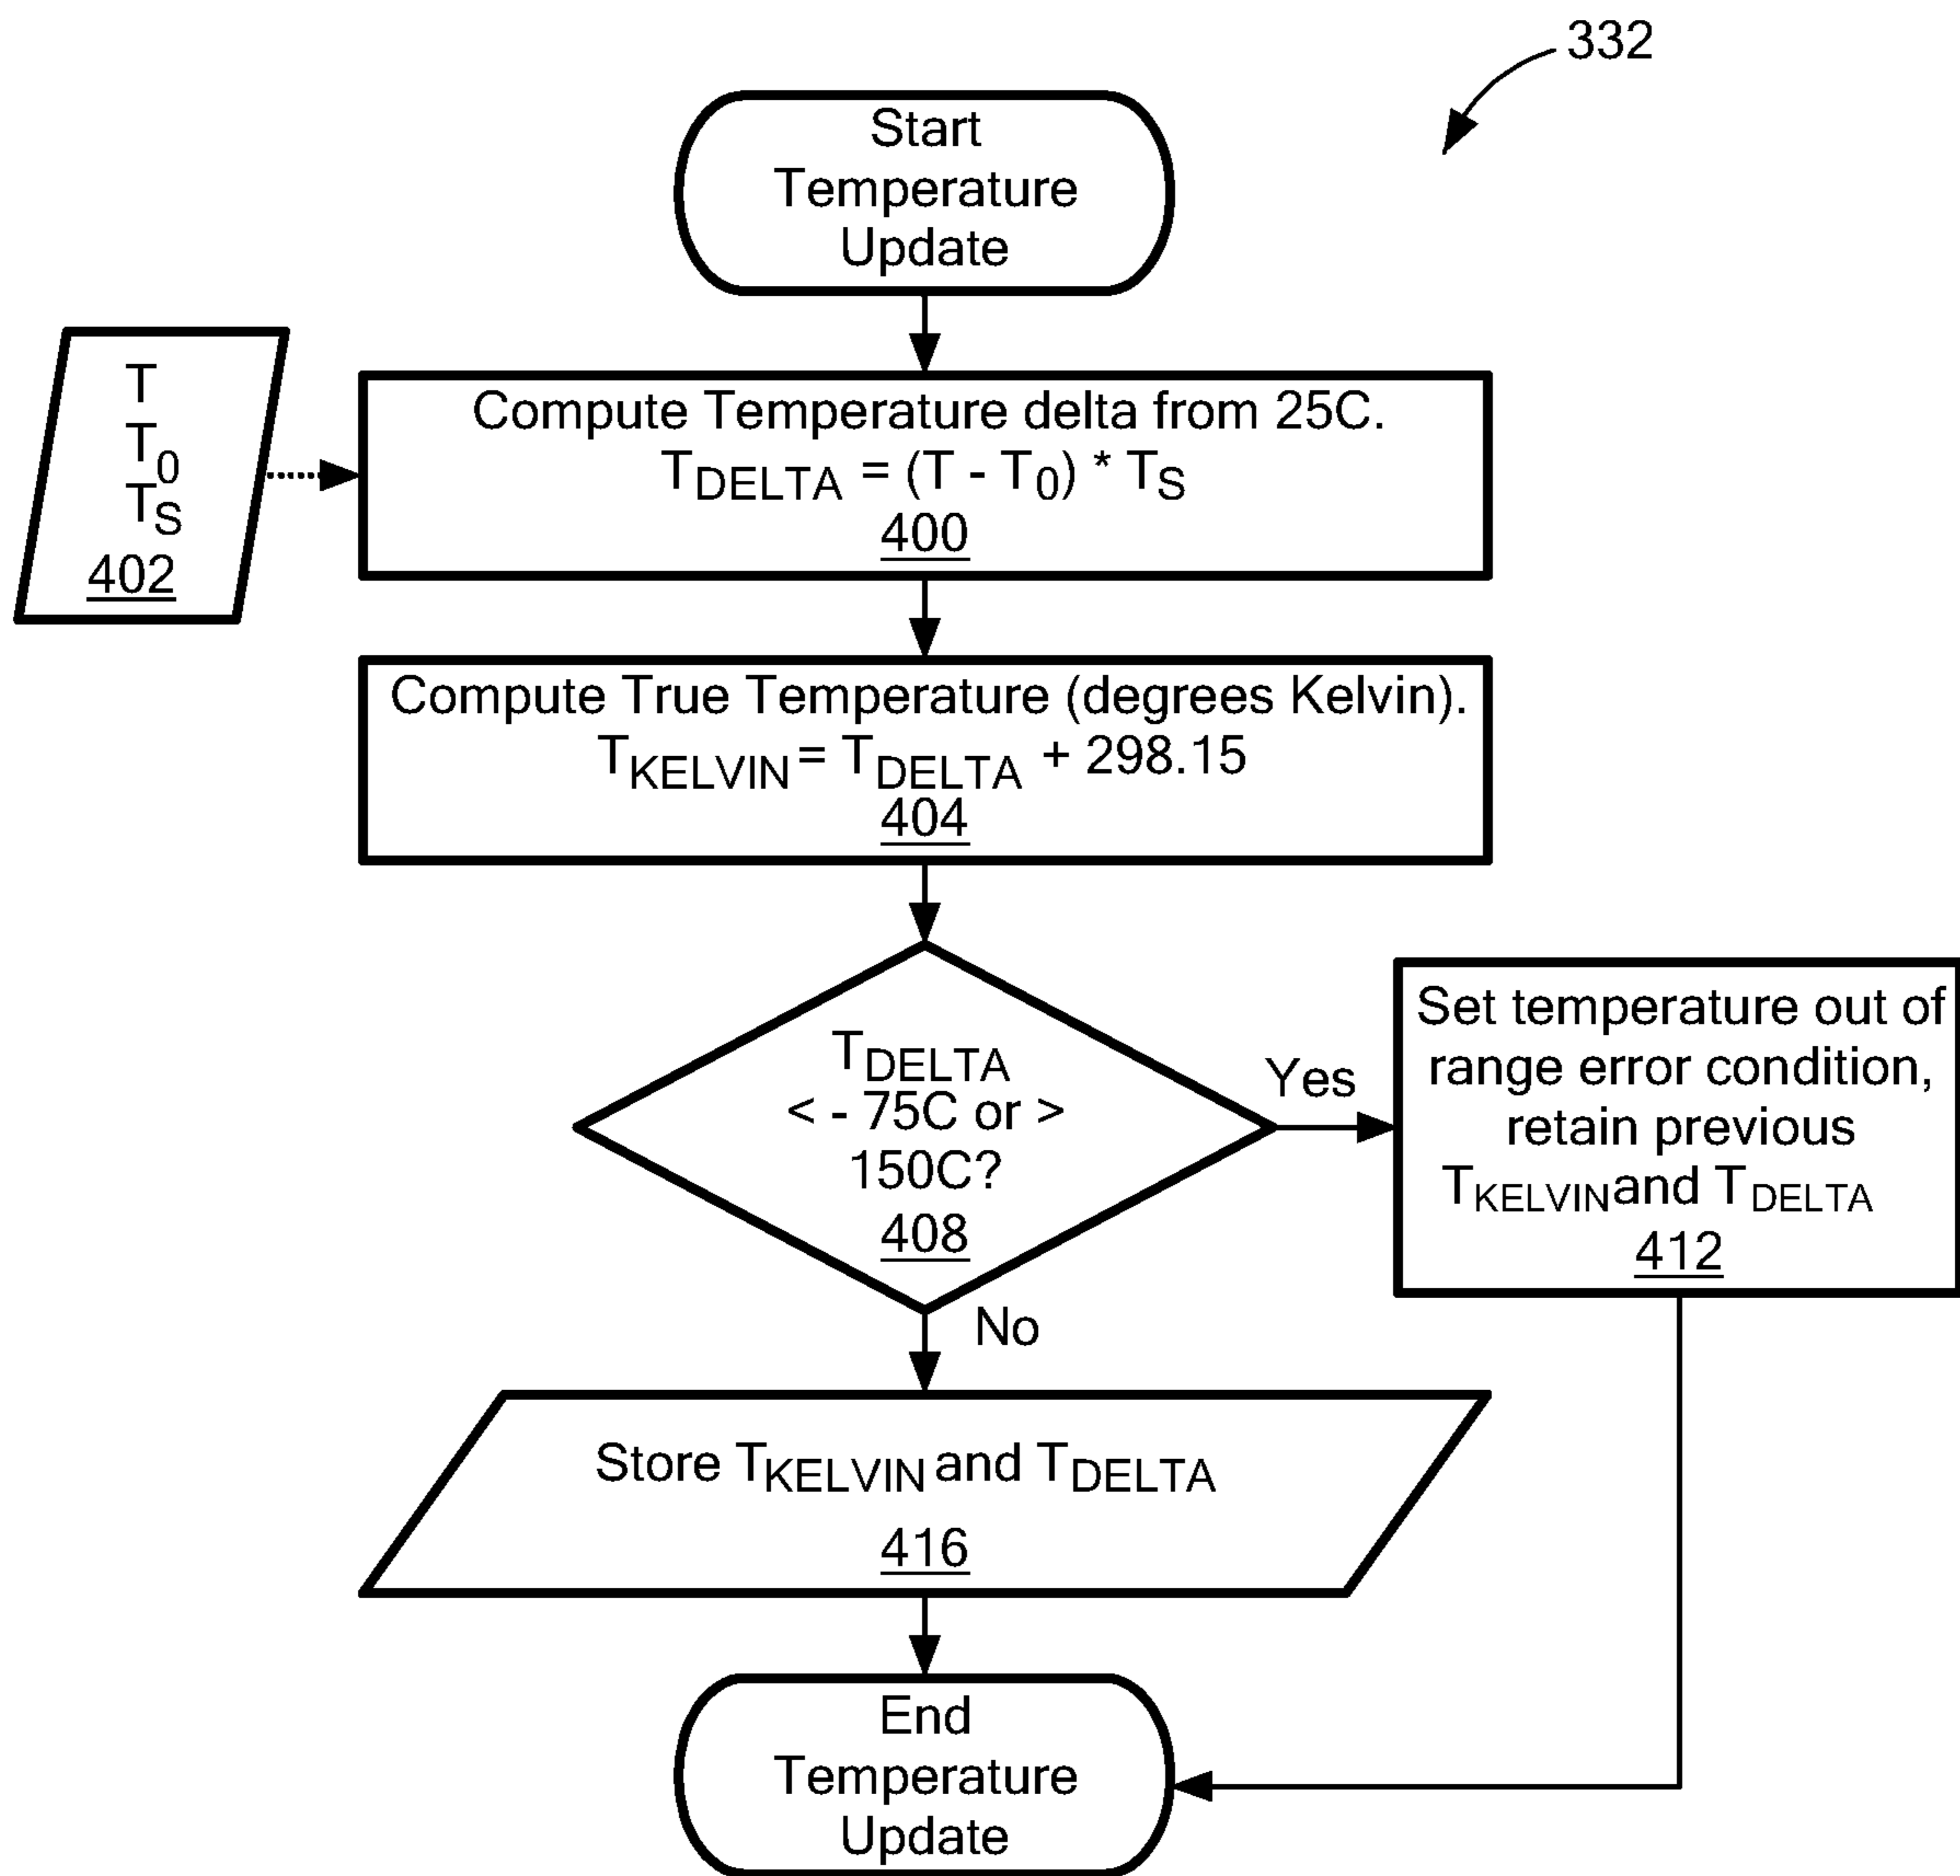 332
Start
Temperature
Update
T
T0
TS
402
Compute Temperature delta from 25C.
TDELTA = (T - T0) * TS
400
Compute True Temperature (degrees Kelvin).
TKELVIN = TDELTA + 298.15
404
TDELTA
< - 75C or >
150C?
408
Yes
Set temperature out of
range error condition,
retain previous
TKELVIN and TDELTA
412
No
Store TKELVIN and TDELTA
416
End
Temperature
Update